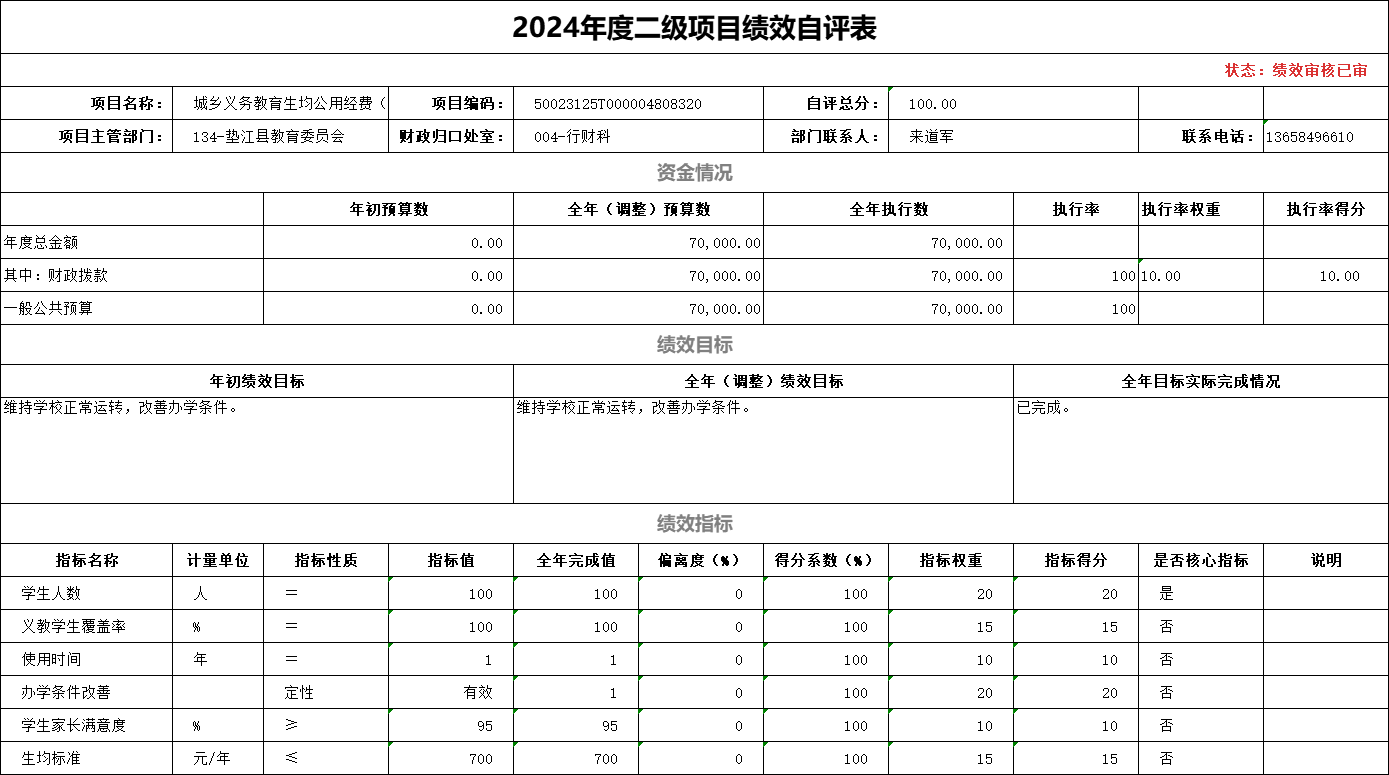 2024年度二级项目绩效自评表
状态：绩效审核已审
项目名称： 城乡义务教育生均公用经费（ 项目编码： 50023125T000004808320 自评总分： 100.00
项目主管部门： 134-垫江县教育委员会 财政归口处室： 004-行财科 部门联系人： 来道军 联系电话： 13658496610
资金情况
年初预算数 全年（调整）预算数 全年执行数 执行率 执行率权重 执行率得分
年度总金额 0.00 70,000.00 70,000.00
其中：财政拨款 0.00 70,000.00 70,000.00 100 10.00 10.00
一般公共预算 0.00 70,000.00 70,000.00 100
绩效目标
年初绩效目标 全年（调整）绩效目标 全年目标实际完成情况
维持学校正常运转，改善办学条件。 维持学校正常运转，改善办学条件。 已完成。
绩效指标
指标名称 计量单位 指标性质 指标值 全年完成值 偏离度（%） 得分系数（%） 指标权重 指标得分 是否核心指标 说明
学生人数 人 ＝ 100 100 0 100 20 20 是
义教学生覆盖率 % ＝ 100 100 0 100 15 15 否
使用时间 年 ＝ 1 1 0 100 10 10 否
办学条件改善 定性 有效 1 0 100 20 20 否
学生家长满意度 % ≥ 95 95 0 100 10 10 否
生均标准 元/年 ≤ 700 700 0 100 15 15 否